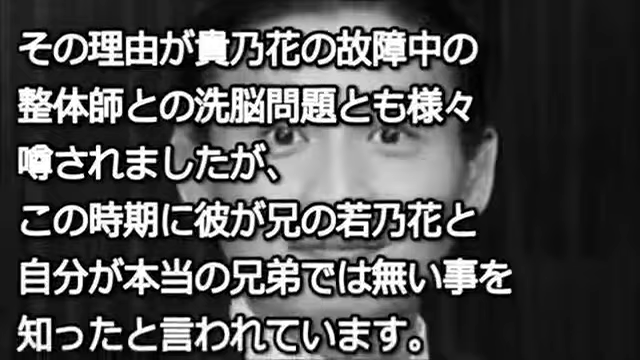 その理由が貴乃花の故障中の
整体師との洗脳問題とも様々
噂されましたが、
この時期に彼が兄の若乃花と
自分が本当の兄弟では無い事を
知ったと言われています。